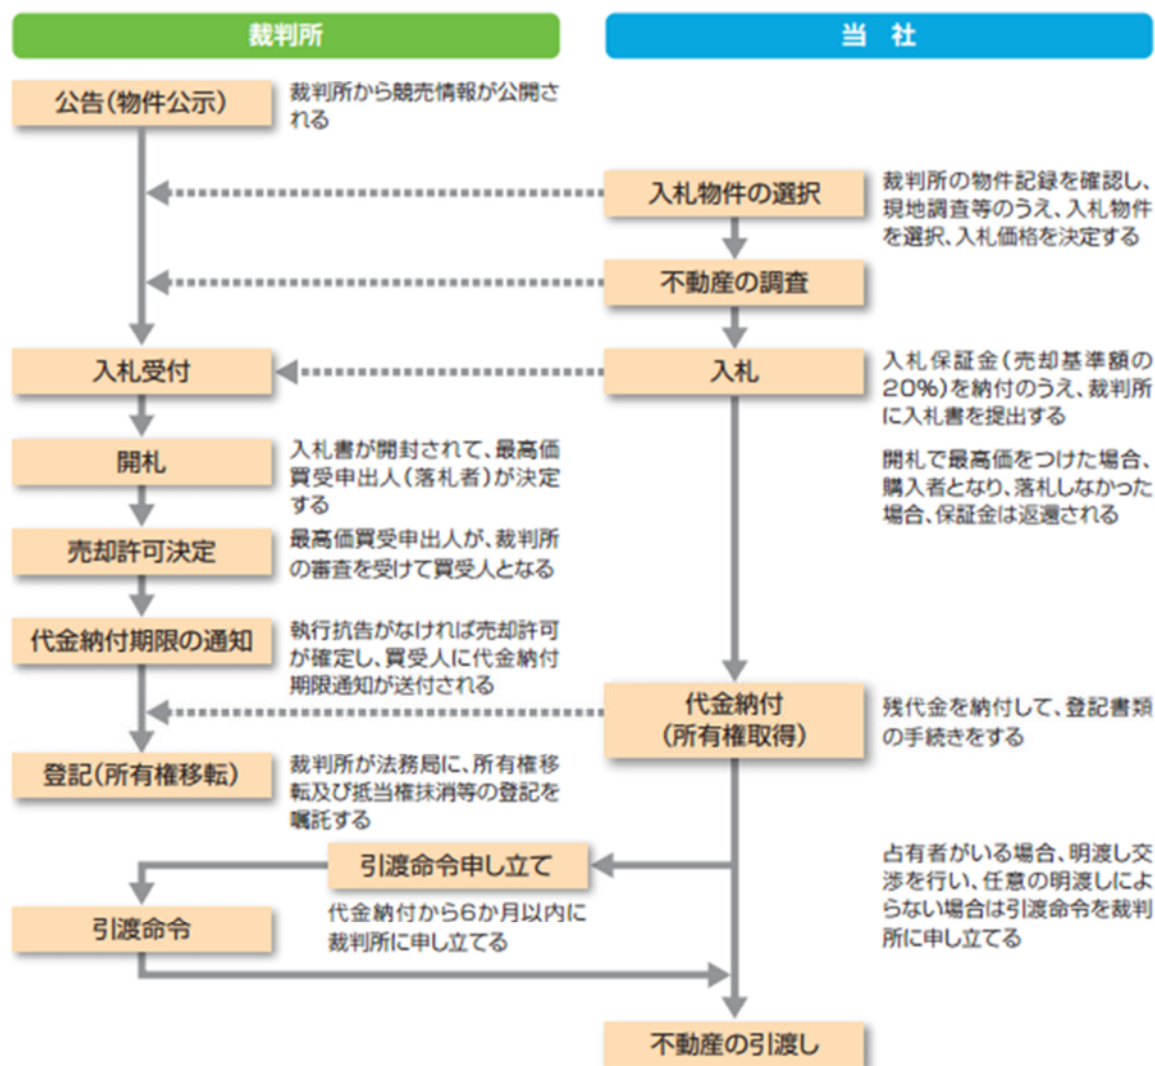 裁判所
当　社
公告(物件公示)
裁判所から競売情報が公開さ
れる
入札物件の選択
裁判所の物件記録を確認し、
現地調査等のうえ、入札物件
を選択、入札価格を決定する
不動産の調査
入札受付
入札
入札保証金(売却基準額の
20%)を納付のうえ、裁判所
に入札書を提出する
開札で最高価をつけた場合、
購入者となり、落札しなかった
場合、保証金は返還される
開札
入札書が開封されて、最高価
買受申出人(落札者)が決定
する
売却許可決定
最高価買受申出人が、裁判所
の審査を受けて買受人となる
代金納付期限の通知
執行抗告がなければ売却許可
が確定し、買受人に代金納付
期限通知が送付される
代金納付
(所有権取得)
残代金を納付して、登記書類
の手続きをする
登記(所有権移転)
裁判所が法務局に、所有権移
転及び抵当権抹消等の登記を
嘱託する
引渡命令申し立て
代金納付から6か月以内に
裁判所に申し立てる
占有者がいる場合、明渡し交
渉を行い、任意の明渡しによ
らない場合は引渡命令を裁判
所に申し立てる
引渡命令
不動産の引渡し